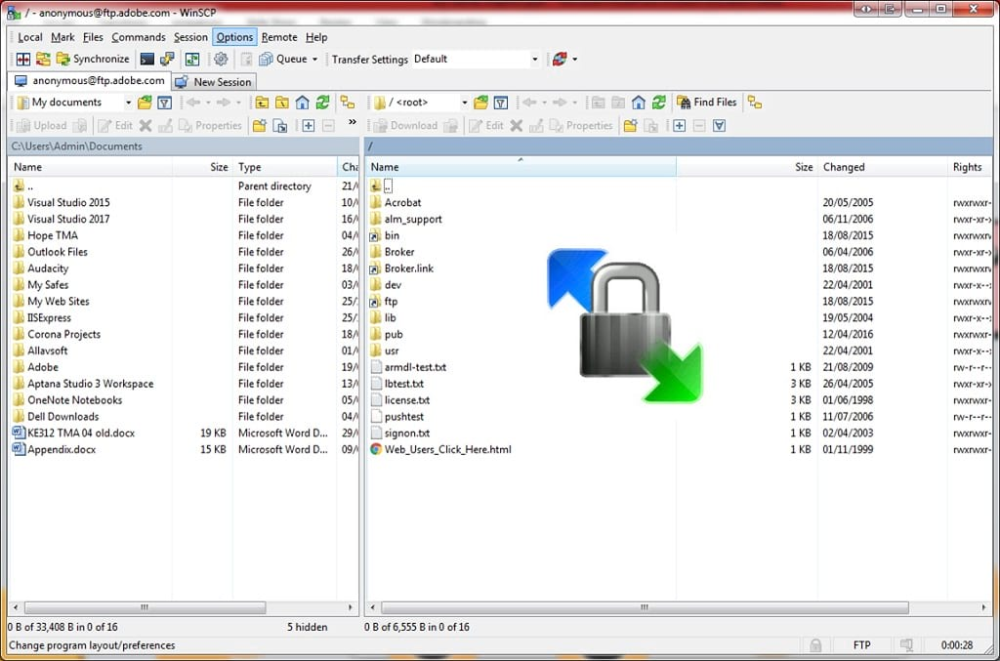 / - anonymous@ftp.adobe.com - WinSCP
Local Mark Files Commands Session Options Remote Help
Synchronize Queue Transfer Settings Default
anonymous@ftp.adobe.com New Session
My documents / <root> Find Files
Upload Edit Properties » Download Edit Properties
C:\Users\Admin\Documents /
Name Size Type Cha Name Size Changed Rights
.. Parent directory 21/ ..
Visual Studio 2015 File folder 10/ Acrobat 20/05/2005 rwxrwxr-
Visual Studio 2017 File folder 16/ alm_support 06/11/2006 rwxr-xr-x
Hope TMA File folder 04/ bin 18/08/2015 rwxrwxr-
Outlook Files File folder 26/ Broker 06/04/2006 rwxr-xr-x
Audacity File folder 18/ Broker.link 18/08/2015 rwxrwxr-
My Safes File folder 03/ dev 22/04/2001 rwxr-x--x
My Web Sites File folder 25/ ftp 18/08/2015 rwxrwxr-
IISExpress File folder 25/ lib 19/05/2004 rwxr-x--x
Corona Projects File folder 18/ pub 12/04/2016 rwxrwxr-
Allavsoft File folder 01/ usr 22/04/2001 rwxr-x--x
Adobe File folder 19/ armdl-test.txt 1 KB 21/08/2009 rw-r--r--
Aptana Studio 3 Workspace File folder 13/ lbtest.txt 3 KB 26/04/2005 rwxrwxr-
OneNote Notebooks File folder 05/ license.txt 3 KB 01/06/1998 rwxrwxr-
Dell Downloads File folder 04/ pushtest 1 KB 11/07/2006 rw-r--r--
KE312 TMA 04 old.docx 19 KB Microsoft Word D... 29/ signon.txt 1 KB 02/04/2003 rwxrwxr-
Appendix.docx 15 KB Microsoft Word D... 09/ Web_Users_Click_Here.html 1 KB 01/11/1999 rwxrwxr-
0 B of 33,408 B in 0 of 16 5 hidden 0 B of 6,555 B in 0 of 16
Change program layout/preferences FTP 0:00:28